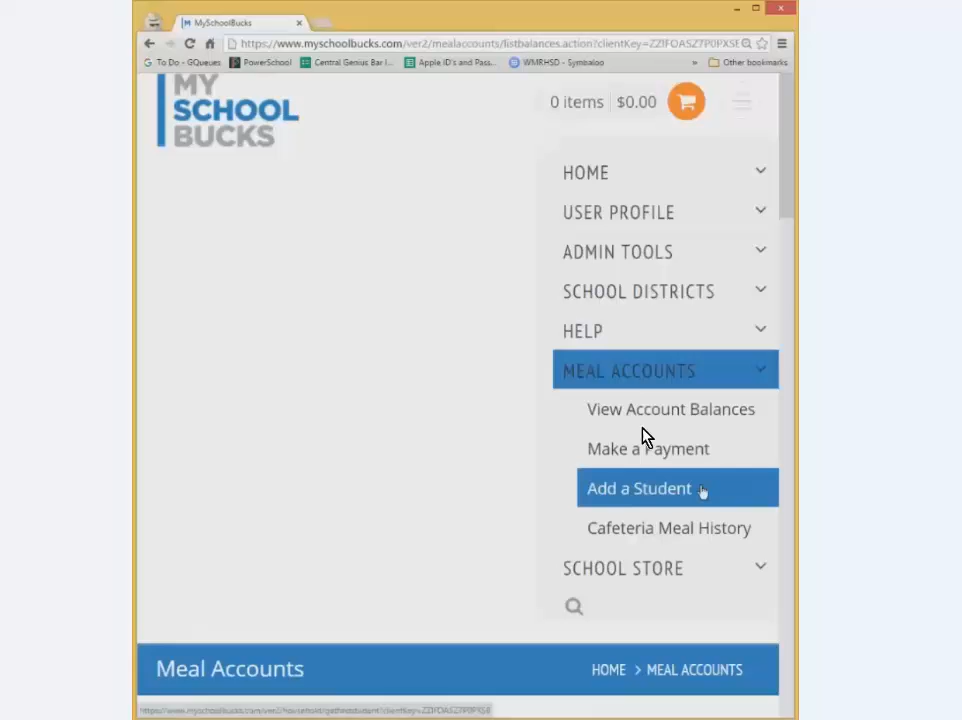 MySchoolBucks
https://www.myschoolbucks.com/ver2/mealaccounts/listbalances.action?clientKey=ZZIFOASZ7P0PXSE
To Do - GQueues
PowerSchool
Central Genius Bar I...
Apple ID's and Pass...
WMRHSD - Symbaloo
»
Other bookmarks
MY
SCHOOL
BUCKS
0 items
$0.00
HOME
USER PROFILE
ADMIN TOOLS
SCHOOL DISTRICTS
HELP
MEAL ACCOUNTS
View Account Balances
Make a Payment
Add a Student
Cafeteria Meal History
SCHOOL STORE
Meal Accounts
HOME > MEAL ACCOUNTS